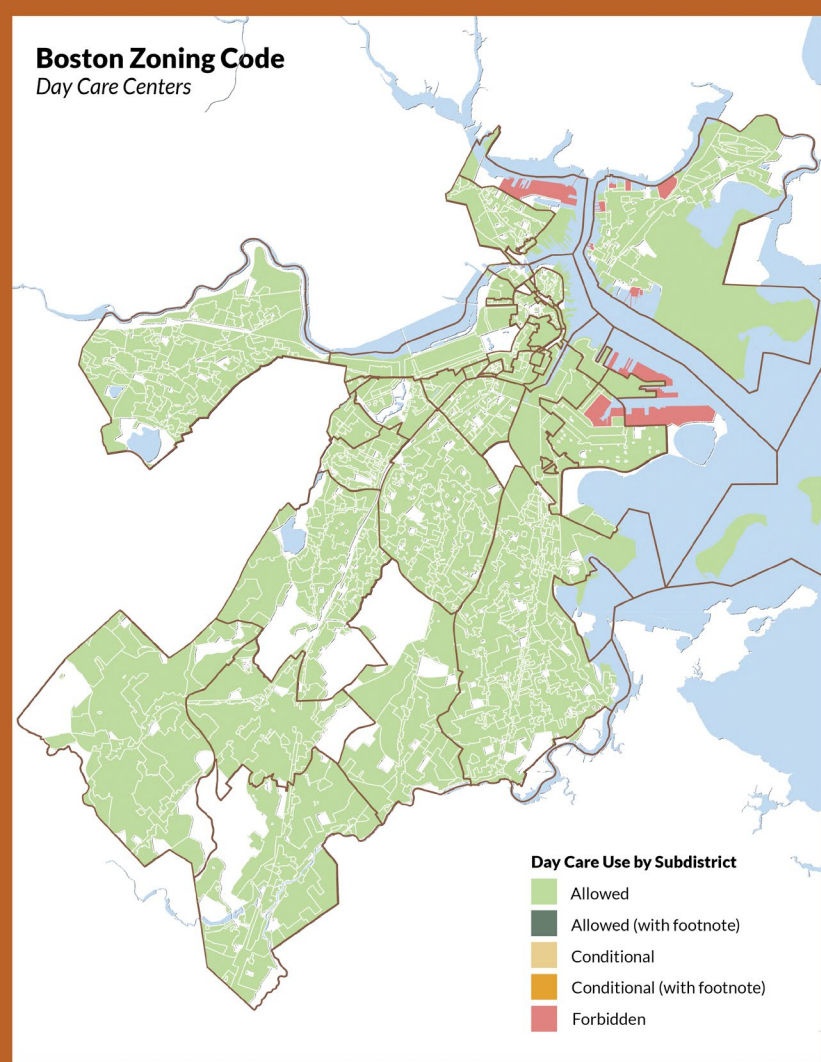 Boston Zoning Code
Day Care Centers
Day Care Use by Subdistrict
Allowed
Allowed (with footnote)
Conditional
Conditional (with footnote)
Forbidden